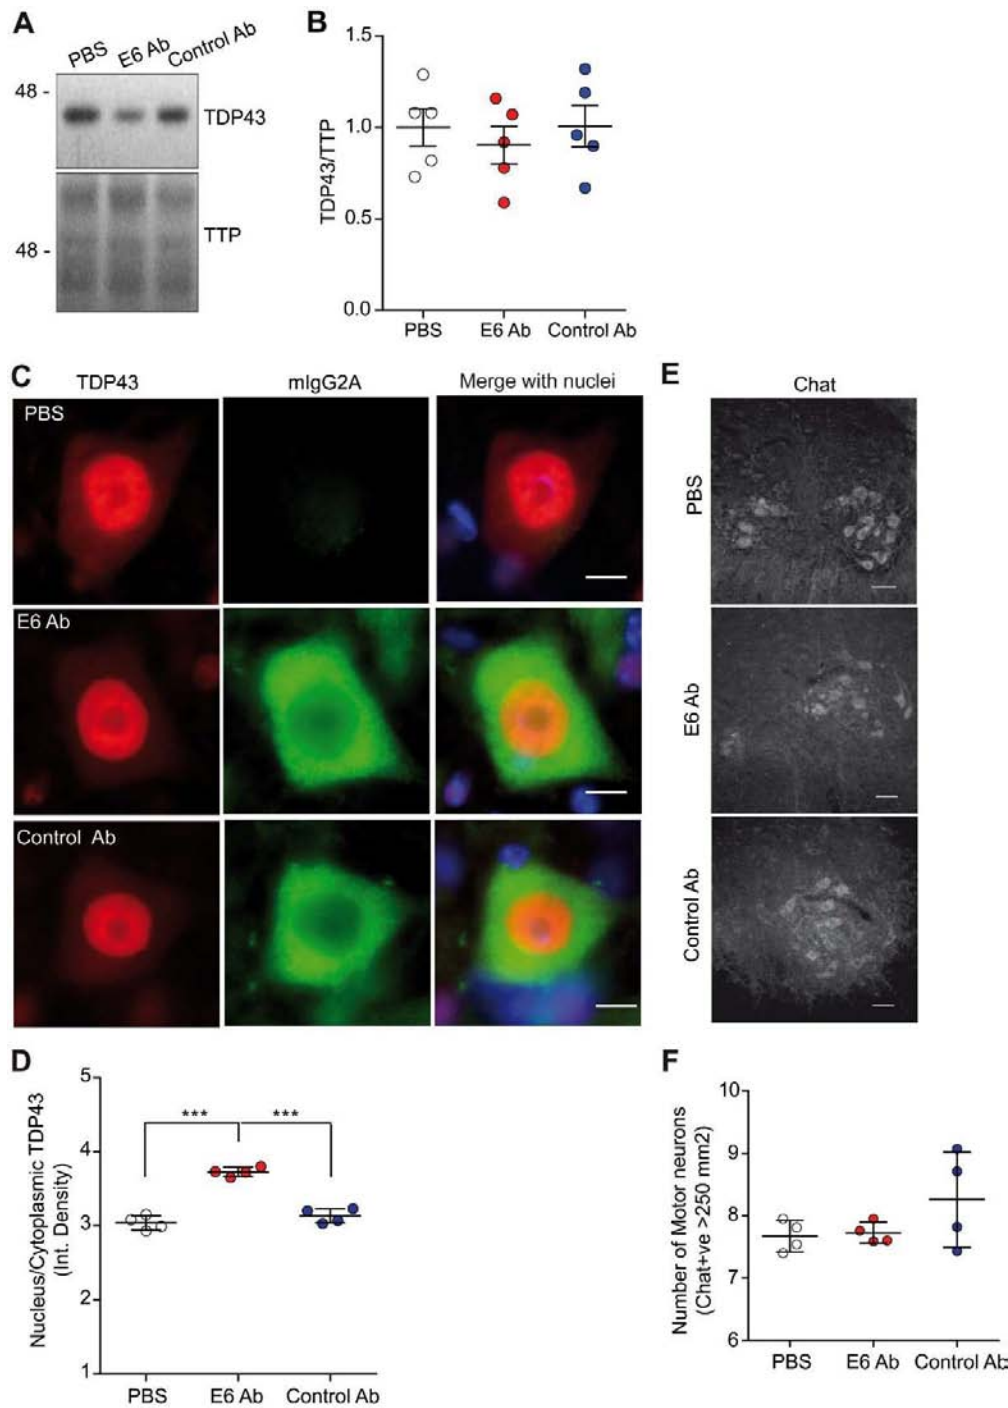 A
PBS E6 Ab Control Ab
48 -
TDP43
TTP
48 -
B
TDP43/TTP
1.5
1.0
0.5
0.0
PBS E6 Ab Control Ab
C
TDP43 mIgG2A Merge with nuclei
PBS
E6 Ab
Control Ab
E
Chat
PBS
E6 Ab
Control Ab
D
Nucleus/Cytoplasmic TDP43
(Int. Density)
5
4
3
2
1
*** ***
PBS E6 Ab Control Ab
F
Number of Motor neurons
(Chat+ve >250 mm2)
10
9
8
7
6
PBS E6 Ab Control Ab